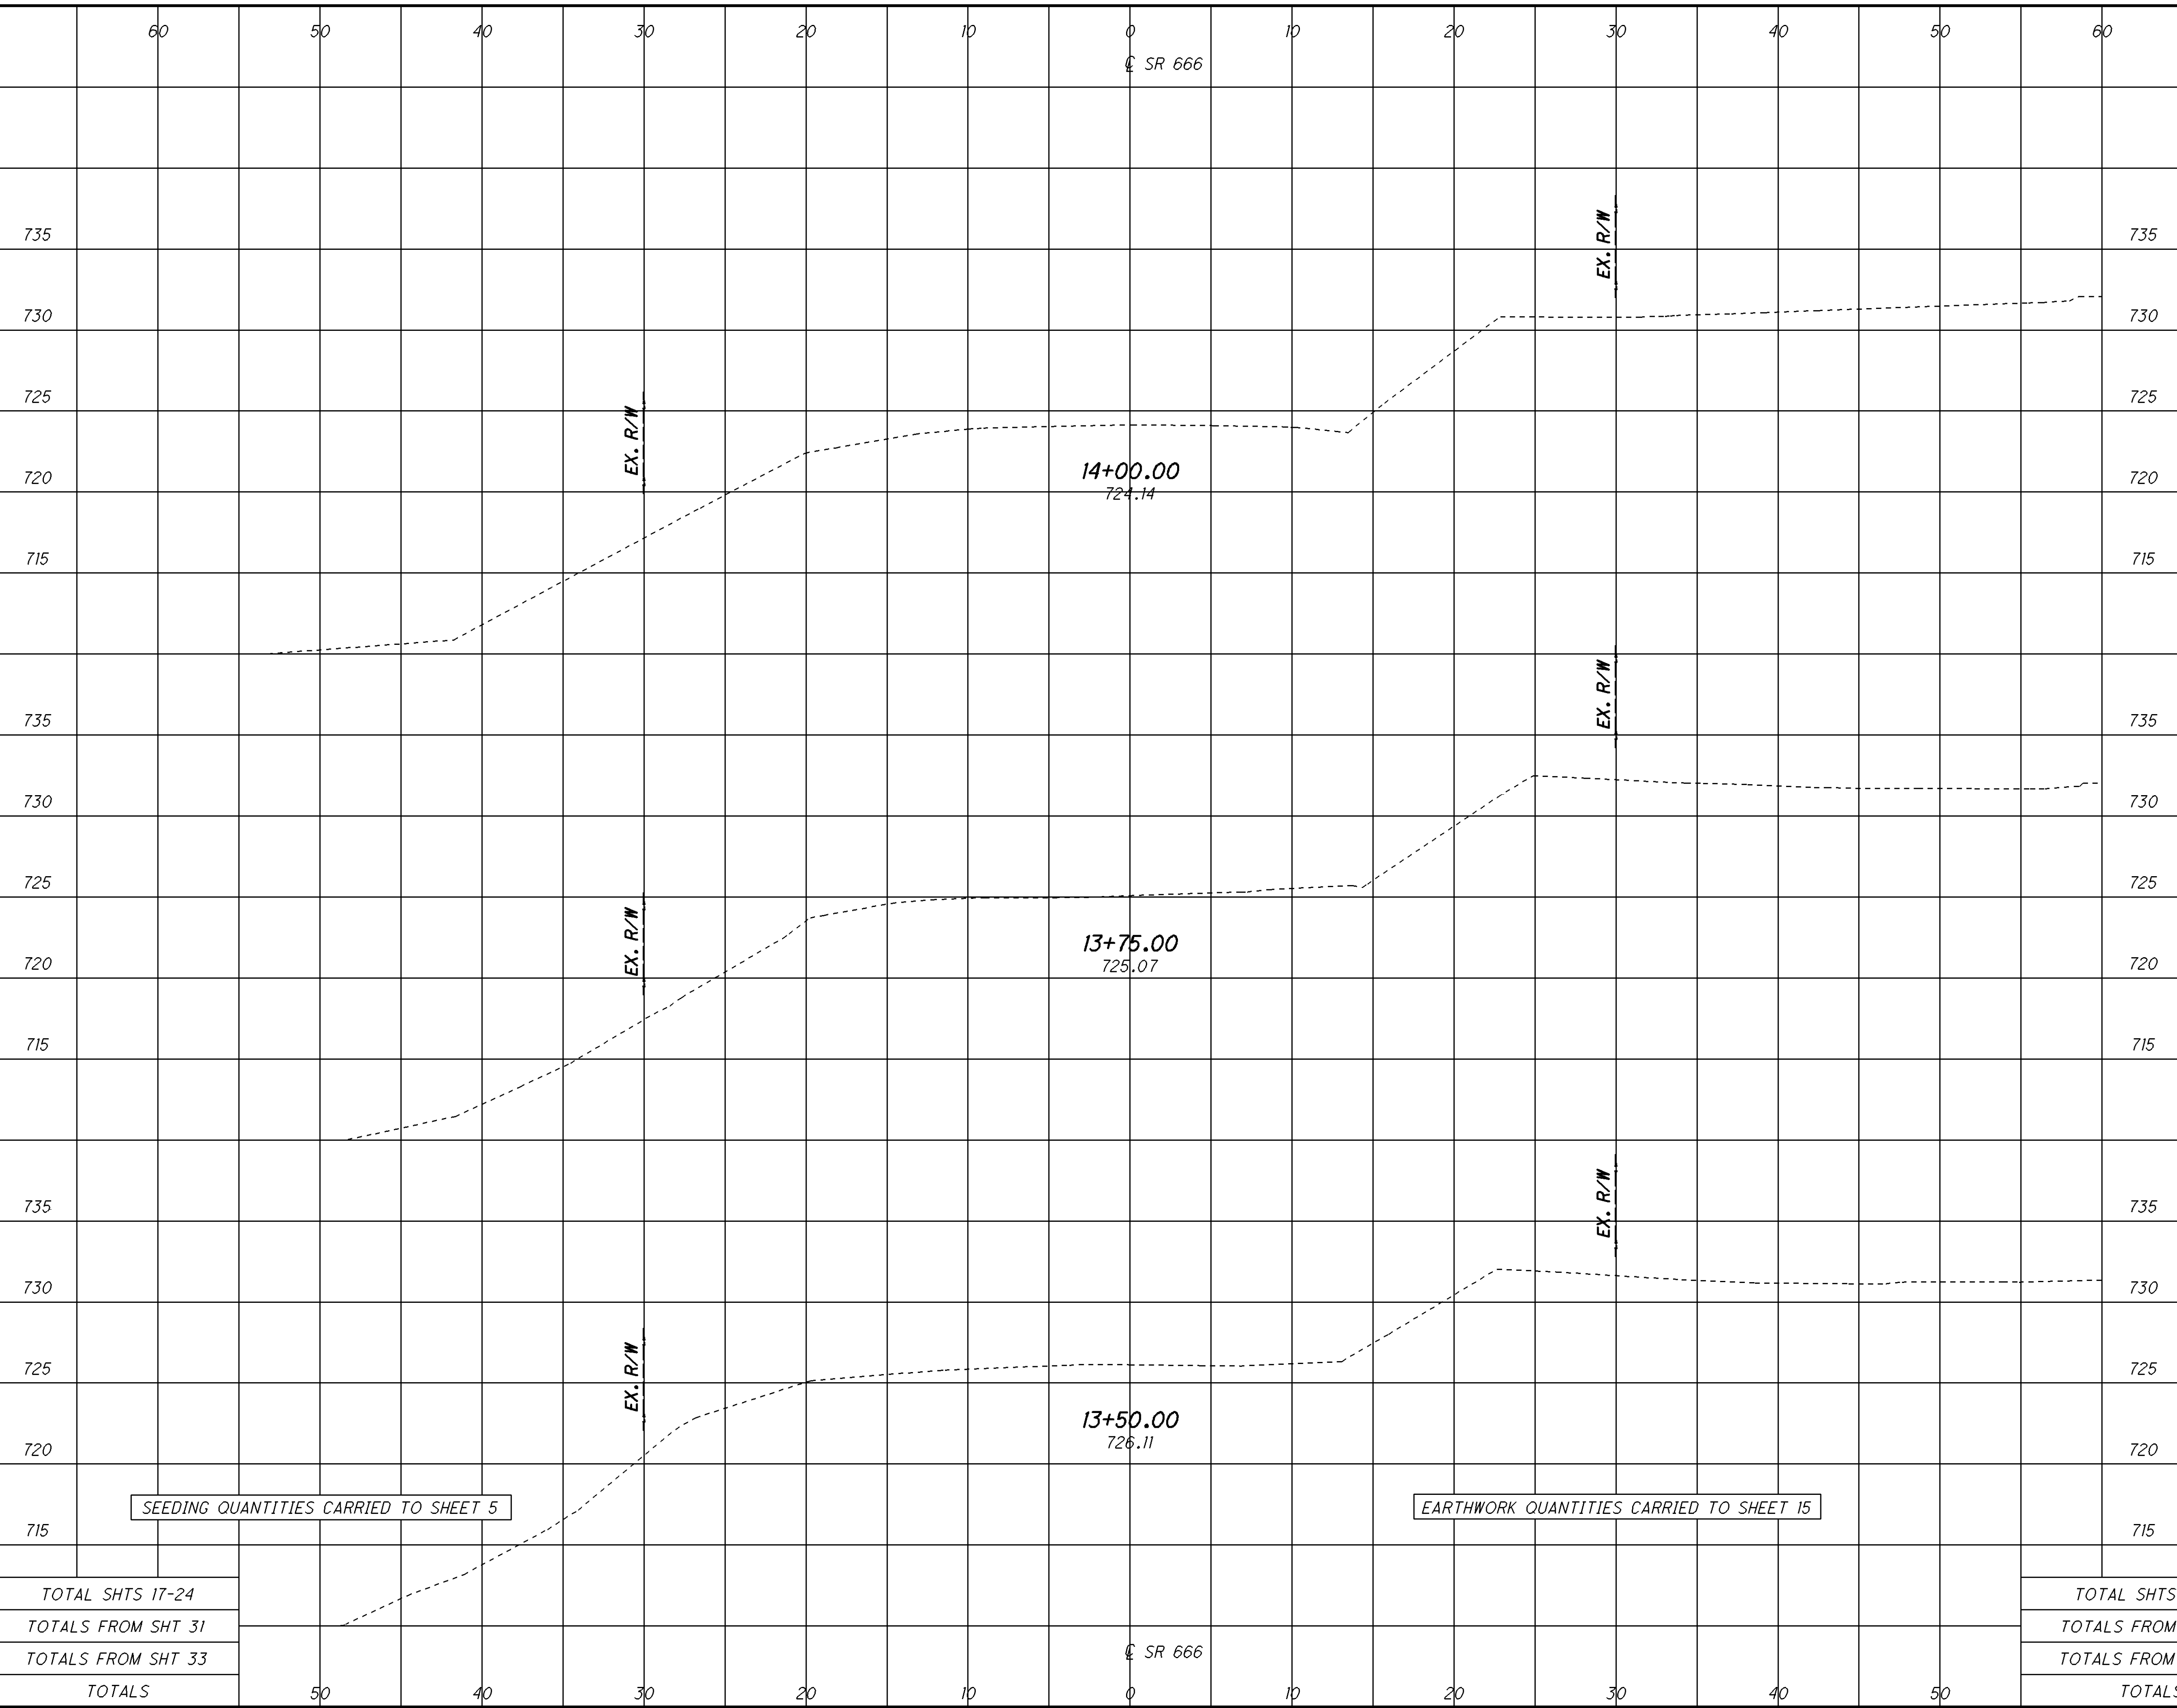 60 50 40 30 20 10 0 10 20 30 40 50 60
℄ SR 666
735 EX. R/W 735
730 730
725 EX. R/W 725
720 14+00.00 720
724.14
715 715
EX. R/W
735 735
730 730
725 725
EX. R/W 13+75.00
720 725.07 720
715 715
735 EX. R/W 735
730 730
725 EX. R/W 725
13+50.00
720 726.11 720
SEEDING QUANTITIES CARRIED TO SHEET 5 EARTHWORK QUANTITIES CARRIED TO SHEET 15
715 715
TOTAL SHTS 17-24 TOTAL SHTS
TOTALS FROM SHT 31 TOTALS FROM
℄ SR 666
TOTALS FROM SHT 33 TOTALS FROM
TOTALS 50 40 30 20 10 0 10 20 30 40 50 TOTALS